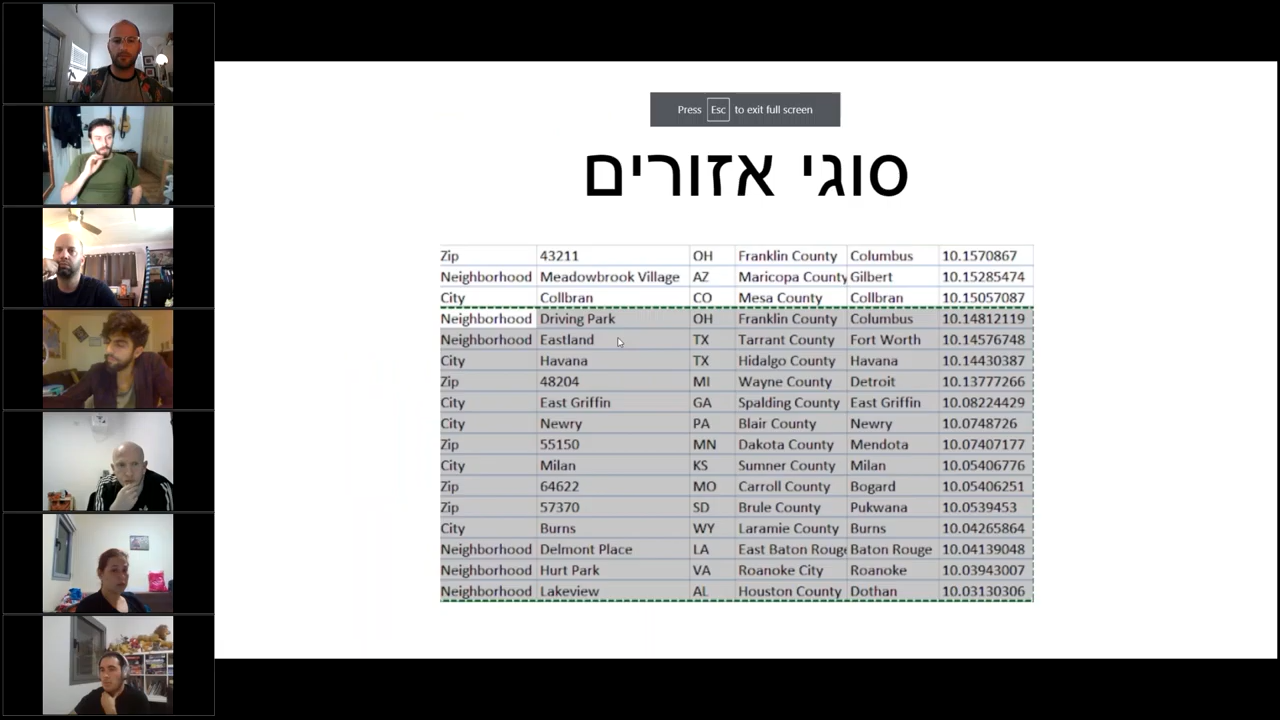 Press Esc to exit full screen
סוגי אזורים
Zip 43211 OH Franklin County Columbus 10.1570867
Neighborhood Meadowbrook Village AZ Maricopa County Gilbert 10.15285474
City Collbran CO Mesa County Collbran 10.15057087
Neighborhood Driving Park OH Franklin County Columbus 10.14812119
Neighborhood Eastland TX Tarrant County Fort Worth 10.14576748
City Havana TX Hidalgo County Havana 10.14430387
Zip 48204 MI Wayne County Detroit 10.13777266
City East Griffin GA Spalding County East Griffin 10.08224429
City Newry PA Blair County Newry 10.0748726
Zip 55150 MN Dakota County Mendota 10.07407177
City Milan KS Sumner County Milan 10.05406776
Zip 64622 MO Carroll County Bogard 10.05406251
Zip 57370 SD Brule County Pukwana 10.0539453
City Burns WY Laramie County Burns 10.04265864
Neighborhood Delmont Place LA East Baton Rouge Baton Rouge 10.04139048
Neighborhood Hurt Park VA Roanoke City Roanoke 10.03943007
Neighborhood Lakeview AL Houston County Dothan 10.03130306